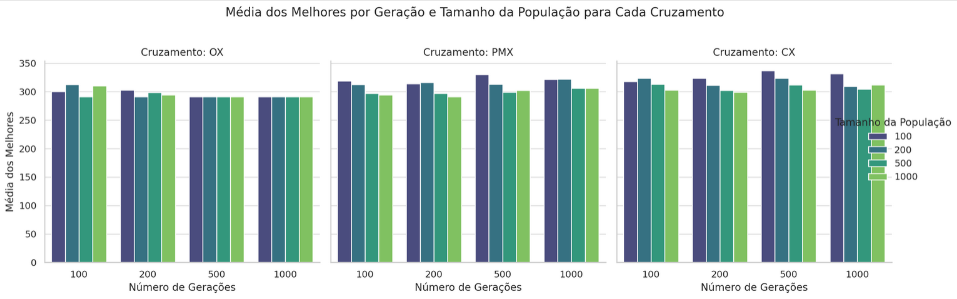 Média dos Melhores por Geração e Tamanho da População para Cada Cruzamento
Cruzamento: OX
Cruzamento: PMX
Cruzamento: CX
350
300
250
200
150
100
50
0
Média dos Melhores
100 200 500 1000
100 200 500 1000
100 200 500 1000
Número de Gerações
Número de Gerações
Número de Gerações
Tamanho da População
100
200
500
1000